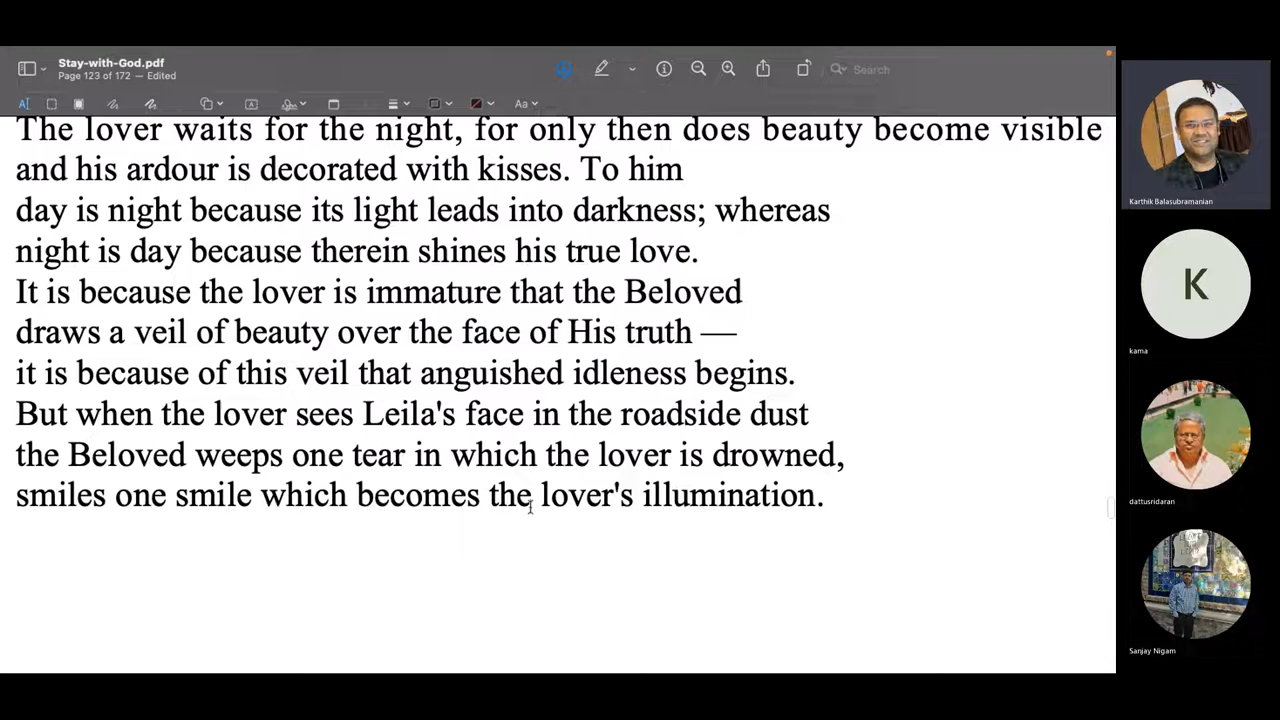 Stay-with-God.pdf
Page 123 of 172 — Edited
Search
Aa
The lover waits for the night, for only then does beauty become visible
and his ardour is decorated with kisses. To him
day is night because its light leads into darkness; whereas
night is day because therein shines his true love.
It is because the lover is immature that the Beloved
draws a veil of beauty over the face of His truth —
it is because of this veil that anguished idleness begins.
But when the lover sees Leila's face in the roadside dust
the Beloved weeps one tear in which the lover is drowned,
smiles one smile which becomes the lover's illumination.
Karthik Balasubramanian
K
kama
dattusridaran
Sanjay Nigam